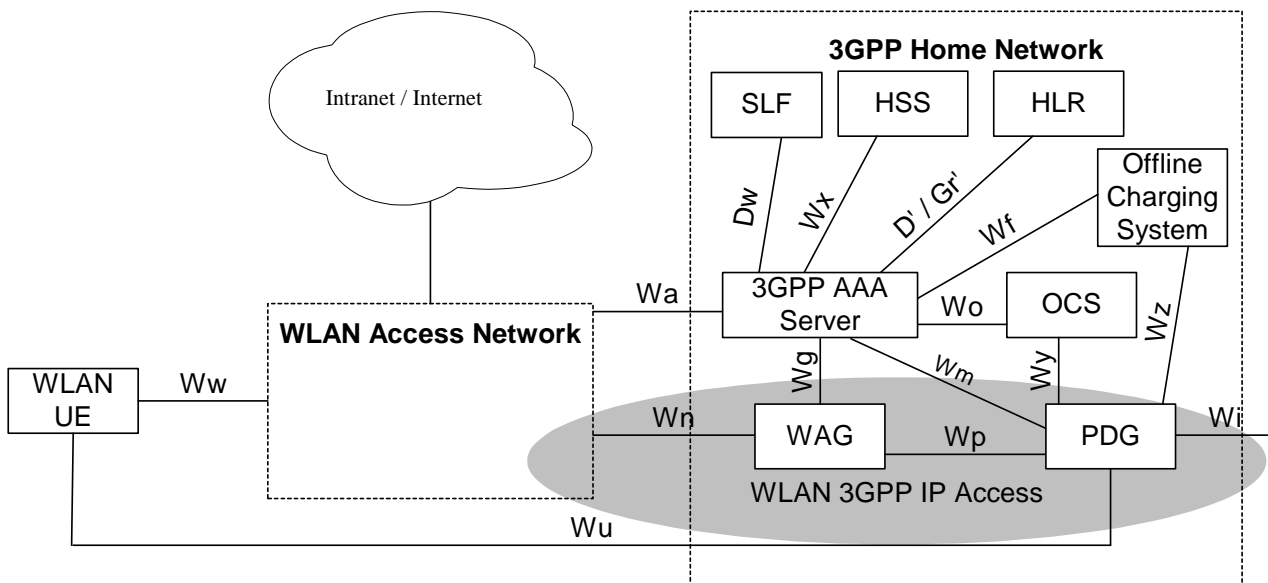 3GPP Home Network
Intranet / Internet
SLF
HSS
HLR
Offline
Charging
System
Dw
Wx
D' / Gr'
Wf
Wa
3GPP AAA
Server
Wo
OCS
Wz
WLAN Access Network
WLAN
UE
Ww
Wg
Wm
Wy
Wn
WAG
Wp
PDG
Wi
WLAN 3GPP IP Access
Wu